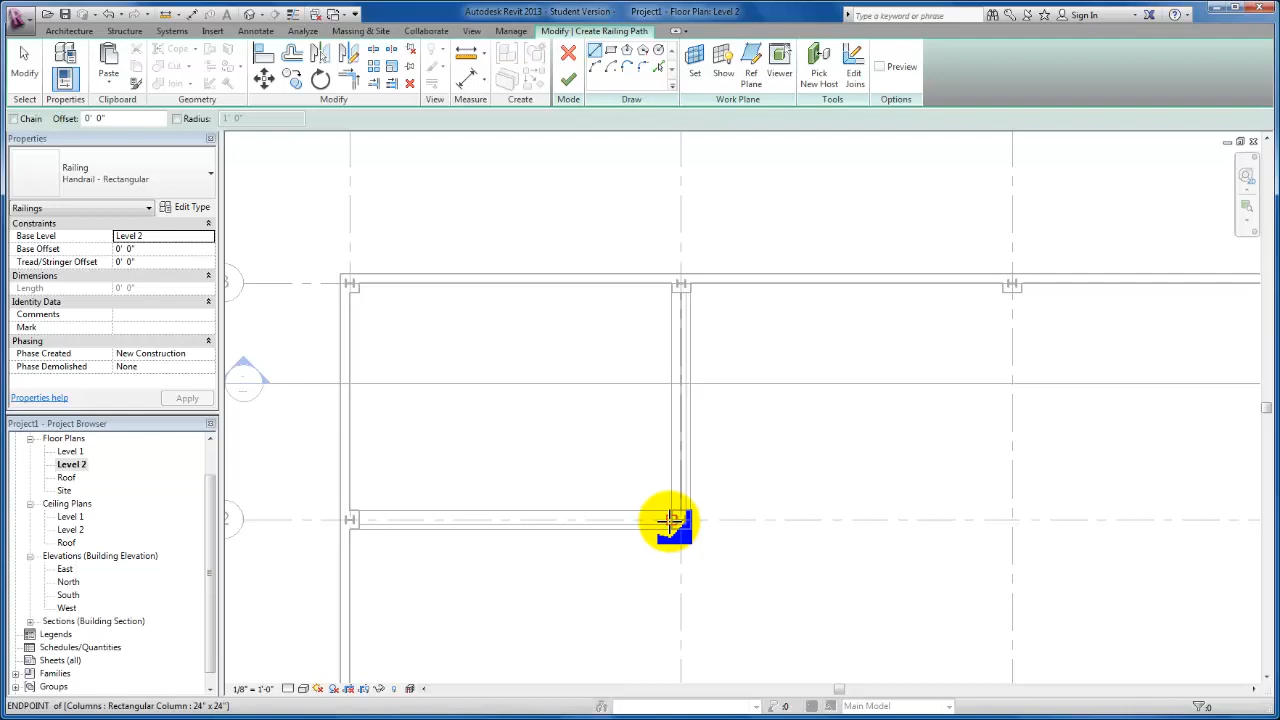 Autodesk Revit 2013 - Student Version - Project1 - Floor Plan: Level 2
Type a keyword or phrase
Sign In
Architecture Structure Systems Insert Annotate Analyze Massing & Site Collaborate View Manage Modify | Create Railing Path
Modify
Paste
Cope
Cut
Join
Set Show Ref Plane Viewer
Pick New Host
Edit Joins
Preview
Select Properties Clipboard Geometry Modify View Measure Create Mode Draw Work Plane Tools Options
Chain Offset: 0' 0" Radius: 1' 0"
Properties
Railing
Handrail - Rectangular
Railings Edit Type
Constraints
Base Level Level 2
Base Offset 0' 0"
Tread/Stringer Offset 0' 0"
Dimensions
Length 0' 0"
Identity Data
Comments
Mark
Phasing
Phase Created New Construction
Phase Demolished None
Properties help Apply
Project1 - Project Browser
Floor Plans
Level 1
Level 2
Roof
Site
Ceiling Plans
Level 1
Level 2
Roof
Elevations (Building Elevation)
East
North
South
West
Sections (Building Section)
Legends
Schedules/Quantities
Sheets (all)
Families
Groups
3
2
1/8" = 1'-0"
ENDPOINT of [Columns : Rectangular Column : 24" x 24"]
:0
Main Model
:0